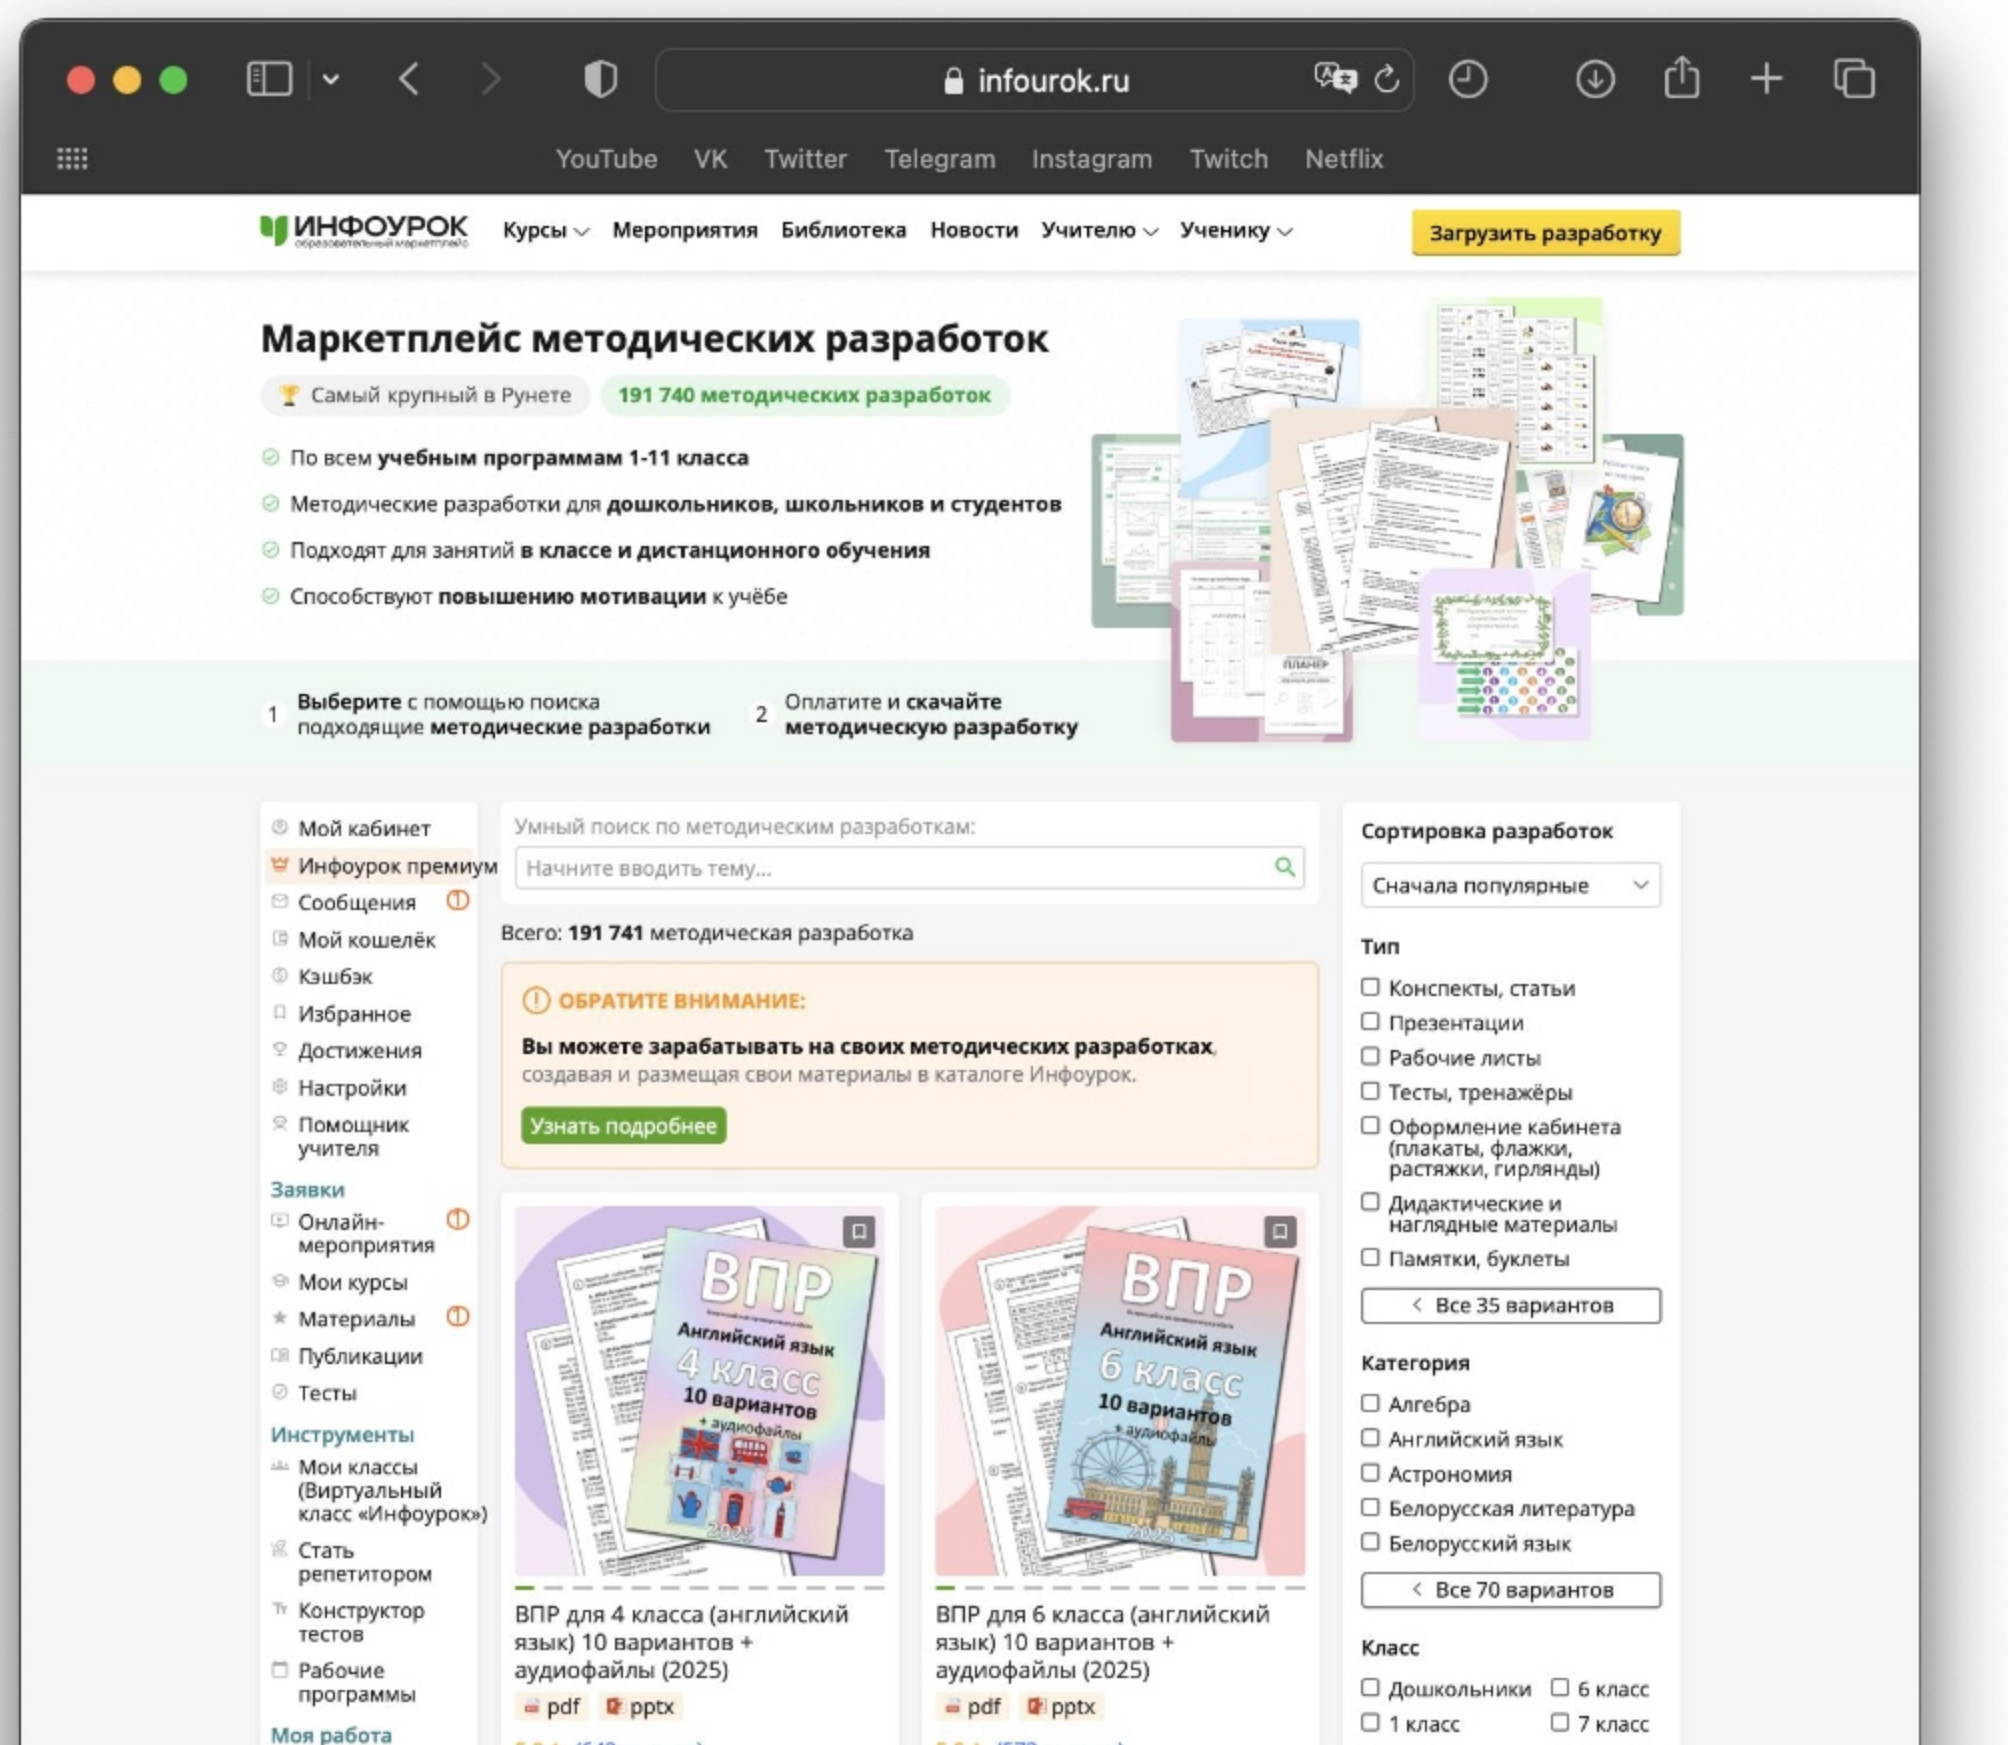 infourok.ru
YouTube VK Twitter Telegram Instagram Twitch Netflix
ИНФОУРОК
образовательный маркетплейс
Курсы Мероприятия Библиотека Новости Учителю Ученику
Загрузить разработку
Маркетплейс методических разработок
Самый крупный в Рунете
191 740 методических разработок
По всем учебным программам 1-11 класса
Методические разработки для дошкольников, школьников и студентов
Подходят для занятий в классе и дистанционного обучения
Способствуют повышению мотивации к учёбе
ПЛАНЕР
1 Выберите с помощью поиска
подходящие методические разработки
2 Оплатите и скачайте
методическую разработку
Мой кабинет
Инфоурок премиум
Сообщения
Мой кошелёк
Кэшбэк
Избранное
Достижения
Настройки
Помощник
учителя
Заявки
Онлайн-
мероприятия
Мои курсы
Материалы
Публикации
Тесты
Инструменты
Мои классы
(Виртуальный
класс «Инфоурок»)
Стать
репетитором
Конструктор
тестов
Рабочие
программы
Моя работа
Умный поиск по методическим разработкам:
Начните вводить тему...
Всего: 191 741 методическая разработка
ОБРАТИТЕ ВНИМАНИЕ:
Вы можете зарабатывать на своих методических разработках,
создавая и размещая свои материалы в каталоге Инфоурок.
Узнать подробнее
ВПР
Английский язык
4 класс
10 вариантов
+ аудиофайлы
2025
ВПР для 4 класса (английский
язык) 10 вариантов +
аудиофайлы (2025)
pdf pptx
ВПР
Английский язык
6 класс
10 вариантов
+ аудиофайлы
2025
ВПР для 6 класса (английский
язык) 10 вариантов +
аудиофайлы (2025)
pdf pptx
Сортировка разработок
Сначала популярные
Тип
Конспекты, статьи
Презентации
Рабочие листы
Тесты, тренажёры
Оформление кабинета
(плакаты, флажки,
растяжки, гирлянды)
Дидактические и
наглядные материалы
Памятки, буклеты
Все 35 вариантов
Категория
Алгебра
Английский язык
Астрономия
Белорусская литература
Белорусский язык
Все 70 вариантов
Класс
Дошкольники 6 класс
1 класс 7 класс